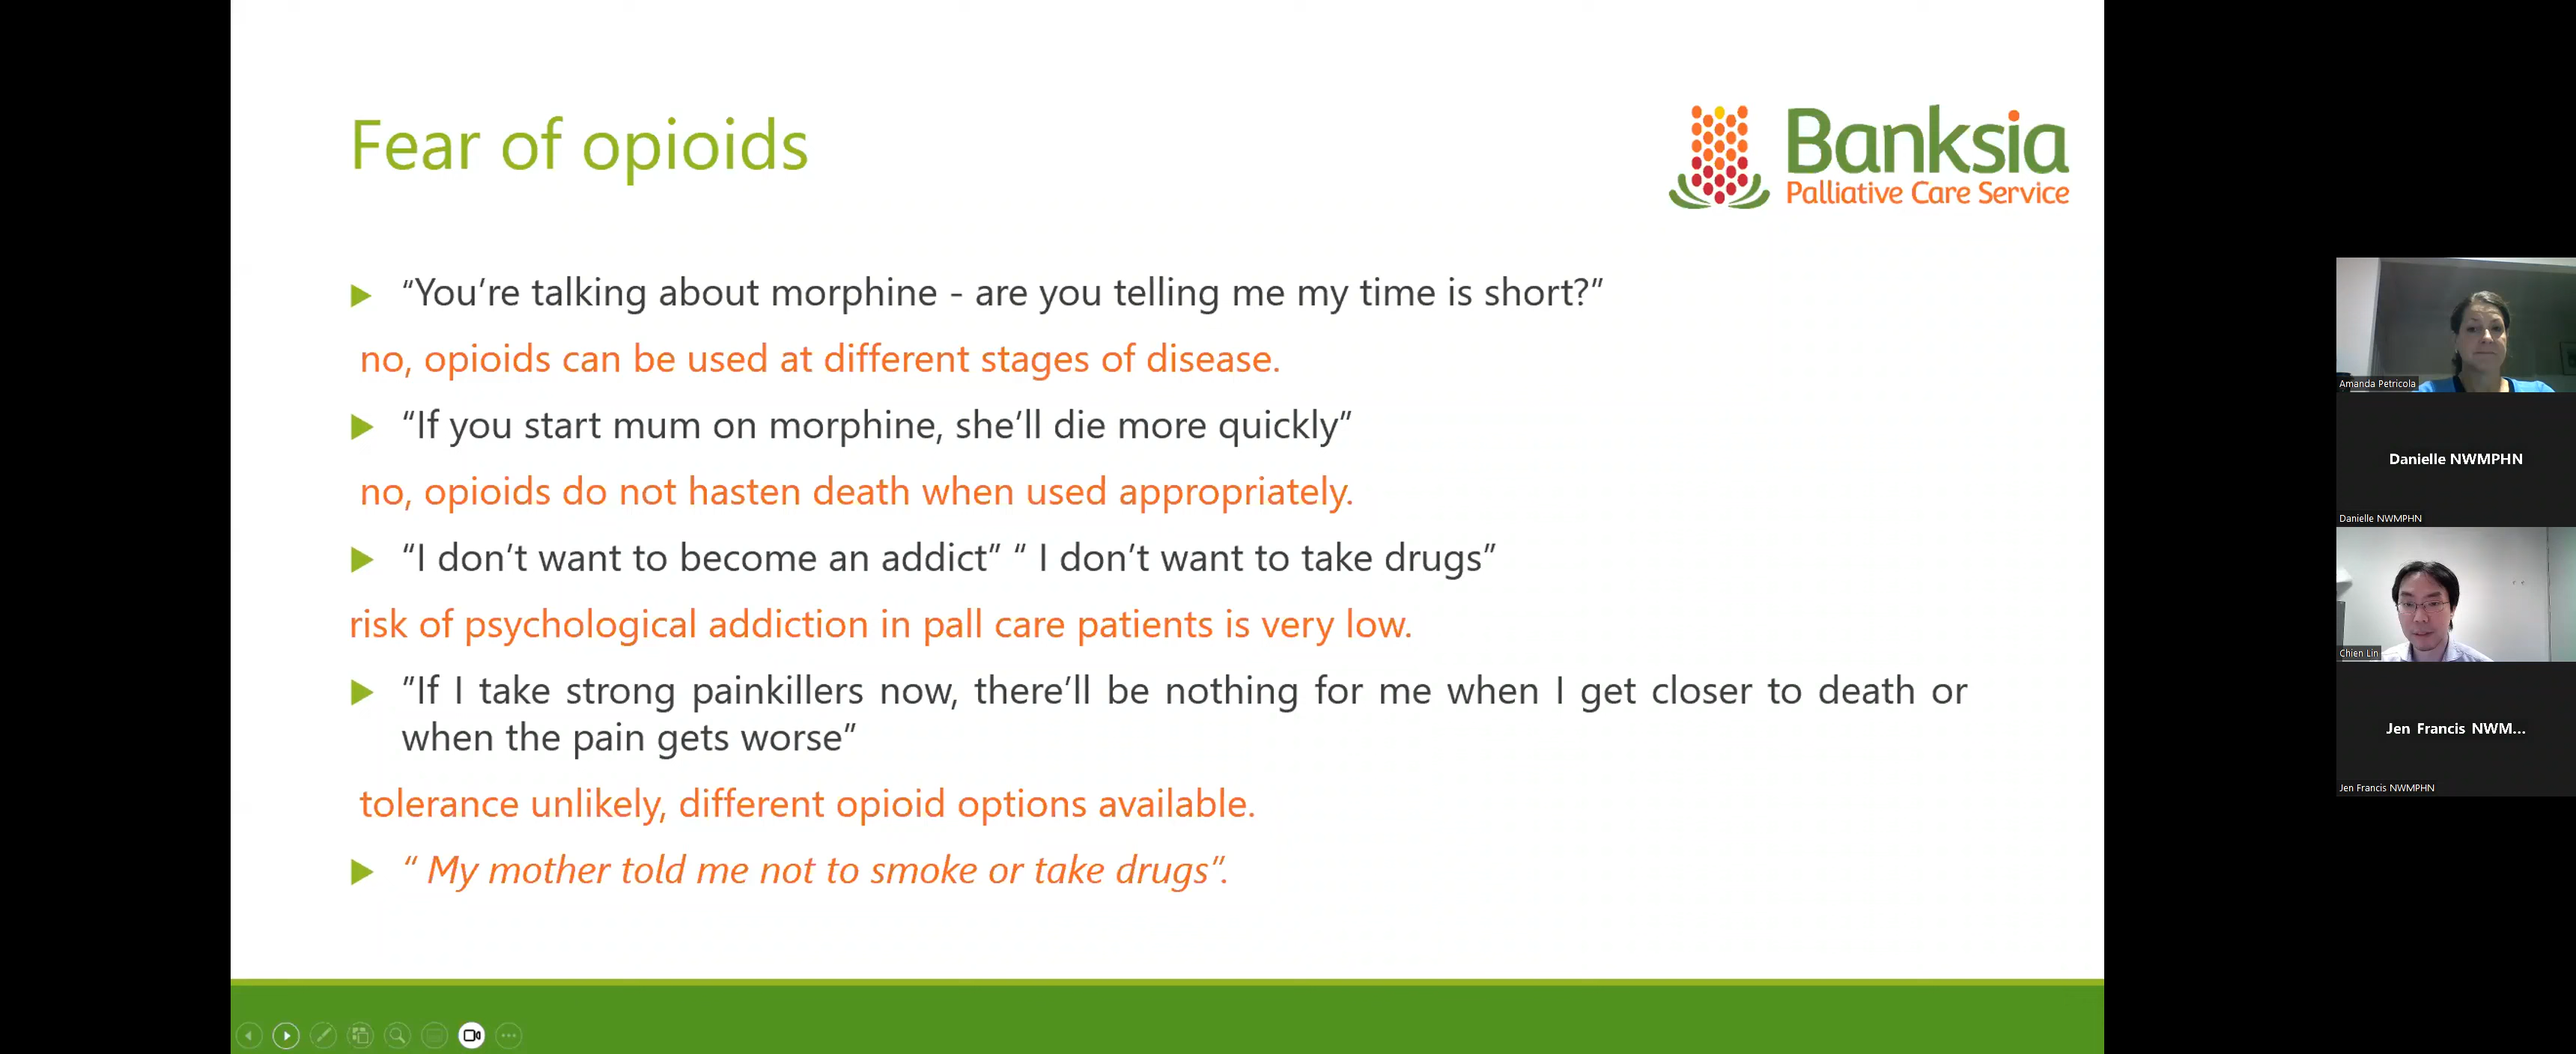 Fear of opioids
Banksia
Palliative Care Service
“You’re talking about morphine - are you telling me my time is short?”
no, opioids can be used at different stages of disease.
“If you start mum on morphine, she’ll die more quickly”
no, opioids do not hasten death when used appropriately.
“I don’t want to become an addict” “ I don’t want to take drugs”
risk of psychological addiction in pall care patients is very low.
”If I take strong painkillers now, there’ll be nothing for me when I get closer to death or
when the pain gets worse”
tolerance unlikely, different opioid options available.
“ My mother told me not to smoke or take drugs”.
Amanda Petricola
Danielle NWMPHN
Danielle NWMPHN
Chien Lin
Jen Francis NWM...
Jen Francis NWMPHN